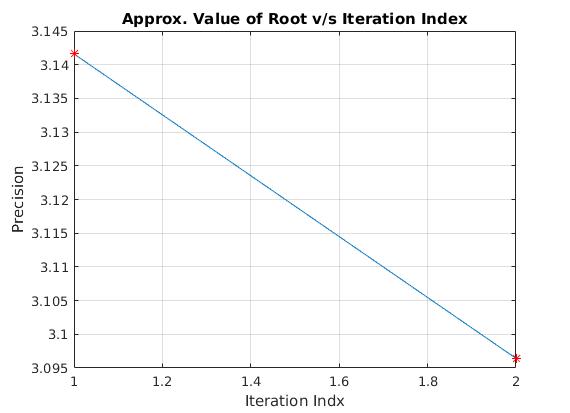 Approx. Value of Root v/s Iteration Index
3.145
3.14
3.135
3.13
3.125
3.12
3.115
3.11
3.105
3.1
3.095
Precision
1 1.2 1.4 1.6 1.8 2
Iteration Indx